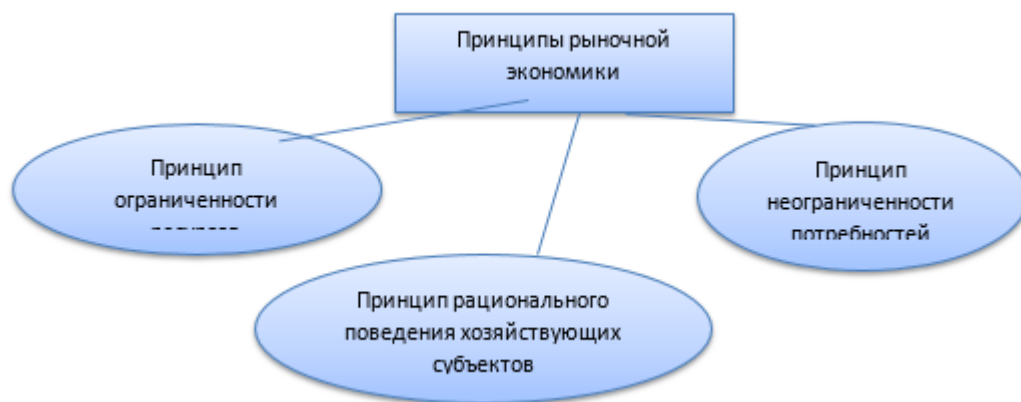 Принципы рыночной
экономики
Принцип
ограниченности
Принцип
неограниченности
потребностей
Принцип рационального
поведения хозяйствующих
субъектов